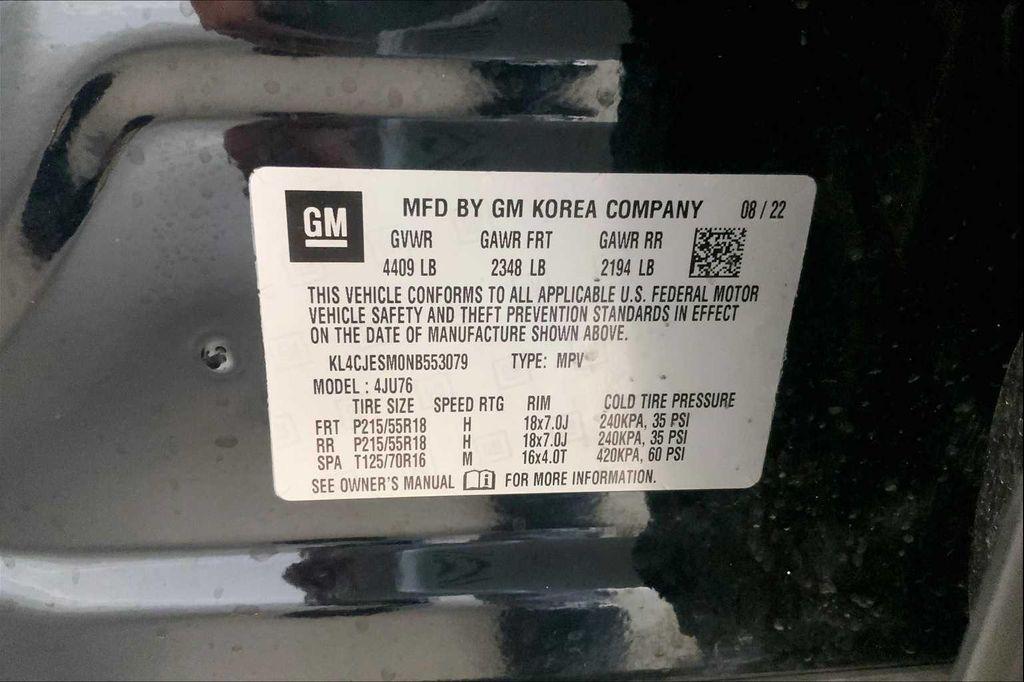 GM
MFD BY GM KOREA COMPANY 08 / 22
GVWR GAWR FRT GAWR RR
4409 LB 2348 LB 2194 LB
THIS VEHICLE CONFORMS TO ALL APPLICABLE U.S. FEDERAL MOTOR
VEHICLE SAFETY AND THEFT PREVENTION STANDARDS IN EFFECT
ON THE DATE OF MANUFACTURE SHOWN ABOVE.
KL4CJESM0NB553079 TYPE: MPV
MODEL : 4JU76
TIRE SIZE SPEED RTG RIM COLD TIRE PRESSURE
FRT P215/55R18 H 18x7.0J 240KPA, 35 PSI
RR P215/55R18 H 18x7.0J 240KPA, 35 PSI
SPA T125/70R16 M 16x4.0T 420KPA, 60 PSI
SEE OWNER'S MANUAL i FOR MORE INFORMATION.